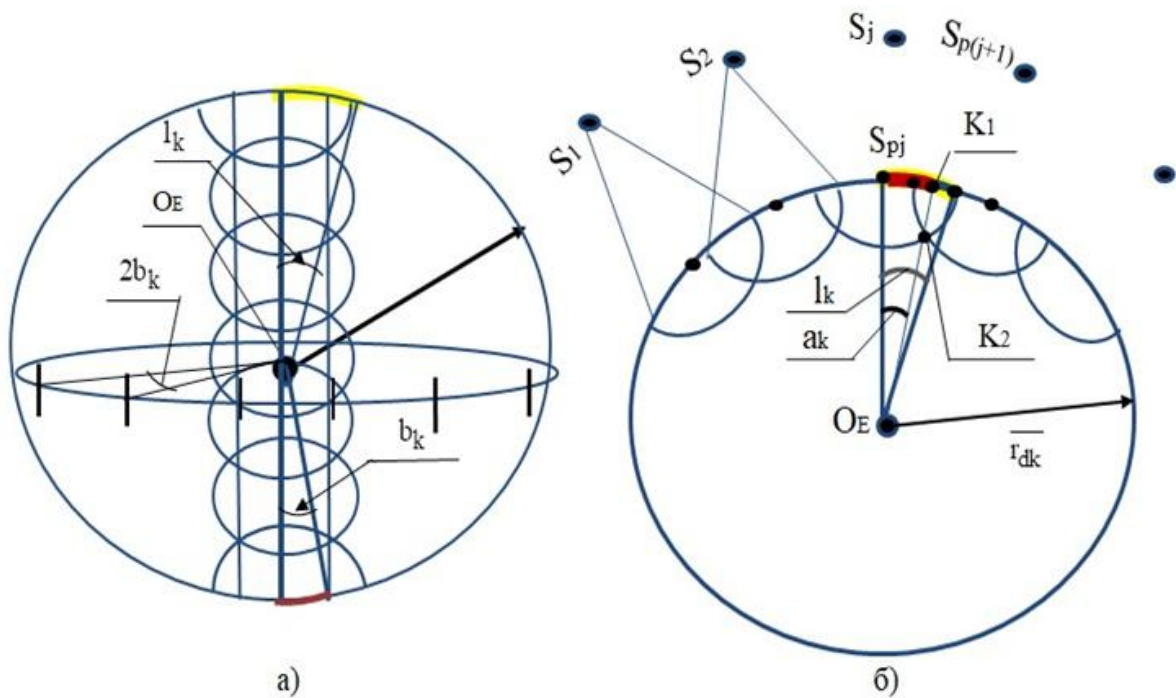 lk
OE
2bk
bk
а)
Sj
Sp(j+1)
S2
S1
Spj
K1
lk
ak
K2
OE
rdk
б)